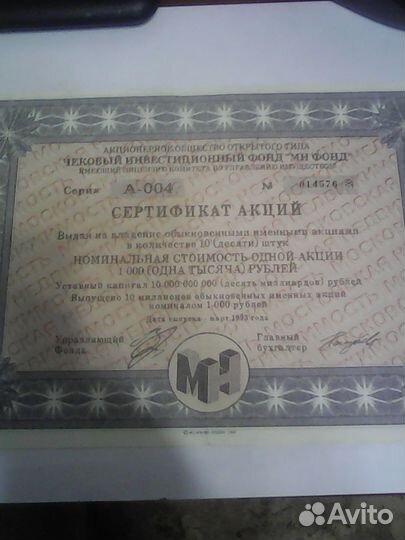 АКЦИОНЕРНОЕ ОБЩЕСТВО ОТКРЫТОГО ТИПА
ЧЕКОВЫЙ ИНВЕСТИЦИОННЫЙ ФОНД "МН ФОНД"
Серия А-004 № 014576
СЕРТИФИКАТ АКЦИЙ
Выдан на владение обыкновенными именными акциями
в количестве 10 (десяти) штук
НОМИНАЛЬНАЯ СТОИМОСТЬ ОДНОЙ АКЦИИ
1 000 (ОДНА ТЫСЯЧА) РУБЛЕЙ
Уставный капитал 10 000 000 000 (десять миллиардов) рублей
Выпущено 10 миллионов обыкновенных именных акций
номиналом 1 000 рублей
Дата выпуска - март 1993 года
Управляющий Фонда
Главный бухгалтер
МН
Avito